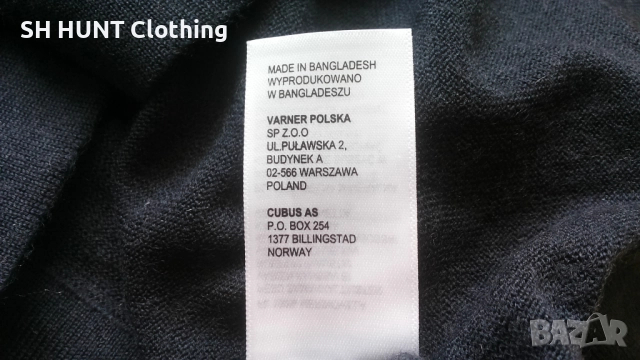 SH HUNT Clothing
MADE IN BANGLADESH
WYPRODUKOWANO
W BANGLADESZU
VARNER POLSKA
SP Z.O.O
UL.PUŁAWSKA 2,
BUDYNEK A
02-566 WARSZAWA
POLAND
CUBUS AS
P.O. BOX 254
1377 BILLINGSTAD
NORWAY
BAZAR